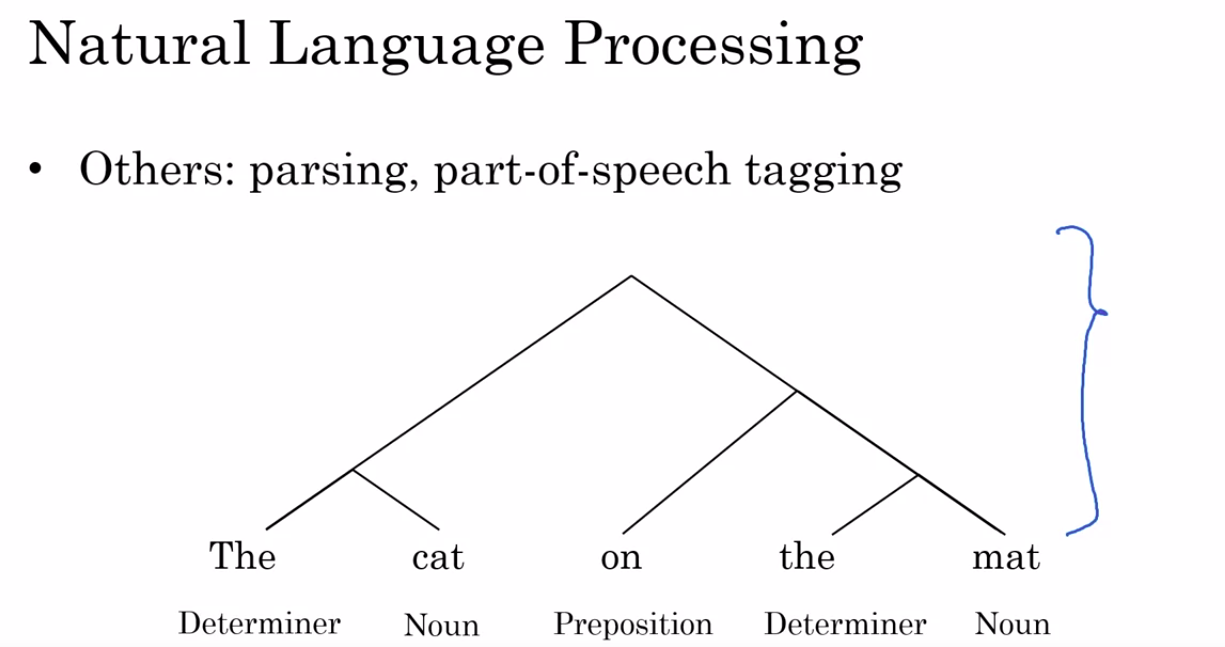 Natural Language Processing
• Others: parsing, part-of-speech tagging
The cat on the mat
Determiner Noun Preposition Determiner Noun